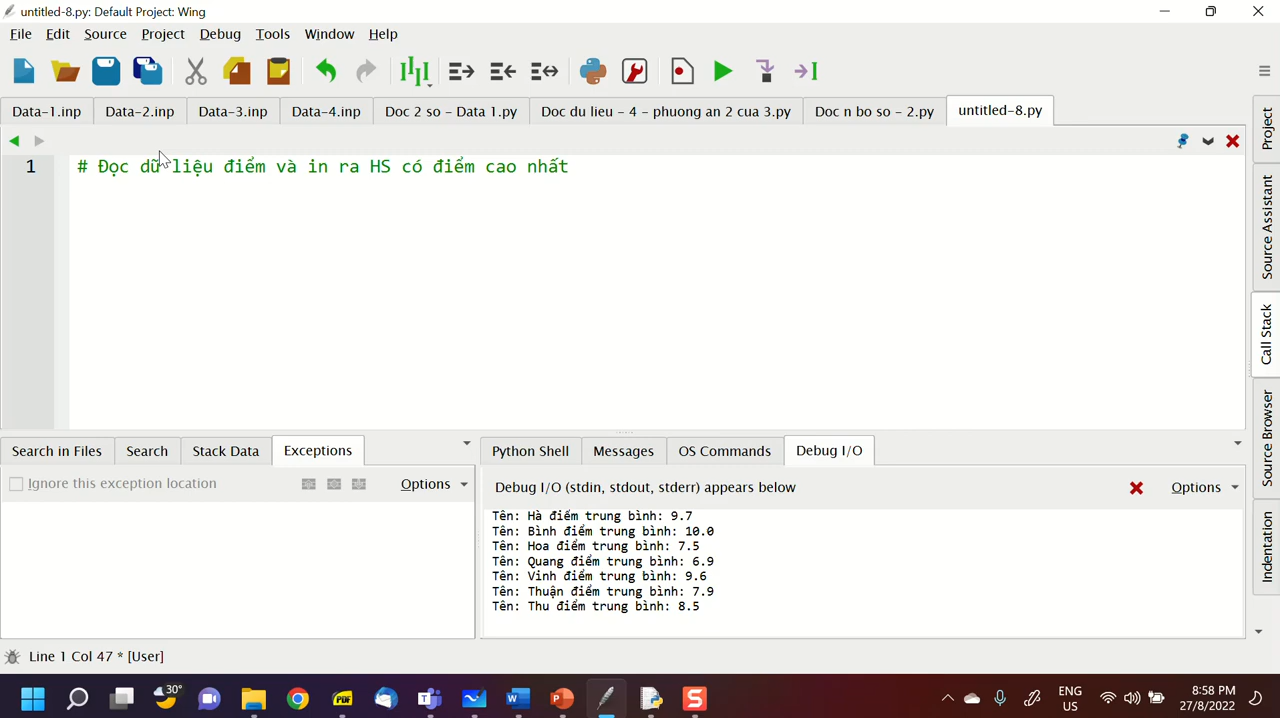 untitled-8.py: Default Project: Wing
File Edit Source Project Debug Tools Window Help
Data-1.inp Data-2.inp Data-3.inp Data-4.inp Doc 2 so - Data 1.py Doc du lieu - 4 - phuong an 2 cua 3.py Doc n bo so - 2.py untitled-8.py
1 # Đọc dữ liệu điểm và in ra HS có điểm cao nhất
Project
Source Assistant
Call Stack
Source Browser
Indentation
Search in Files Search Stack Data Exceptions
Ignore this exception location Options
Python Shell Messages OS Commands Debug I/O
Debug I/O (stdin, stdout, stderr) appears below Options
Tên: Hà điểm trung bình: 9.7
Tên: Bình điểm trung bình: 10.0
Tên: Hoa điểm trung bình: 7.5
Tên: Quang điểm trung bình: 6.9
Tên: Vinh điểm trung bình: 9.6
Tên: Thuận điểm trung bình: 7.9
Tên: Thu điểm trung bình: 8.5
Line 1 Col 47 * [User]
30°
PDF
ENG
US
8:58 PM
27/8/2022